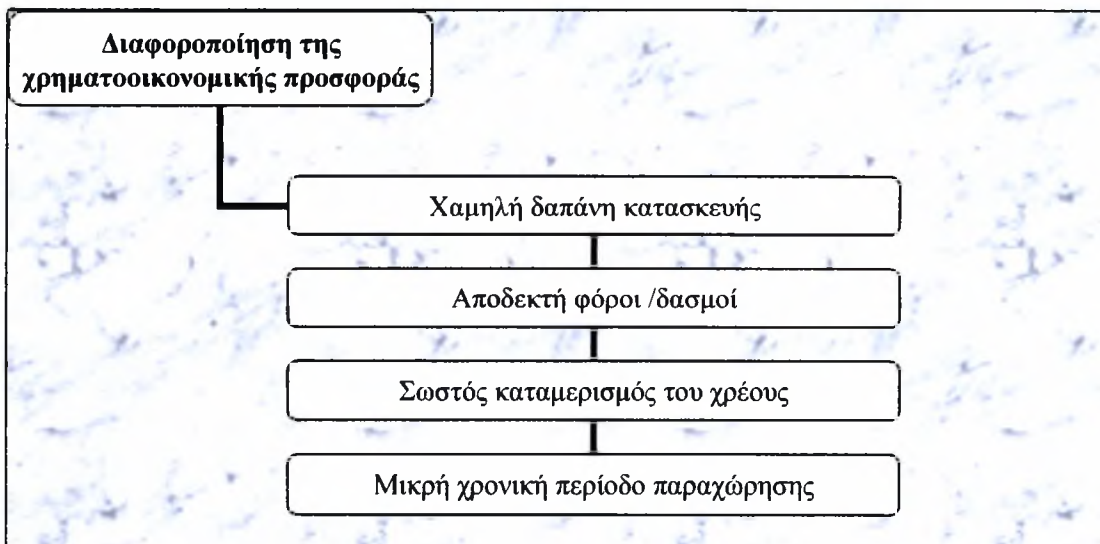 Διαφοροποίηση της
χρηματοοικονομικής προσφοράς
Χαμηλή δαπάνη κατασκευής
Αποδεκτή φόροι /δασμοί
Σωστός καταμερισμός του χρέους
Μικρή χρονική περίοδο παραχώρησης